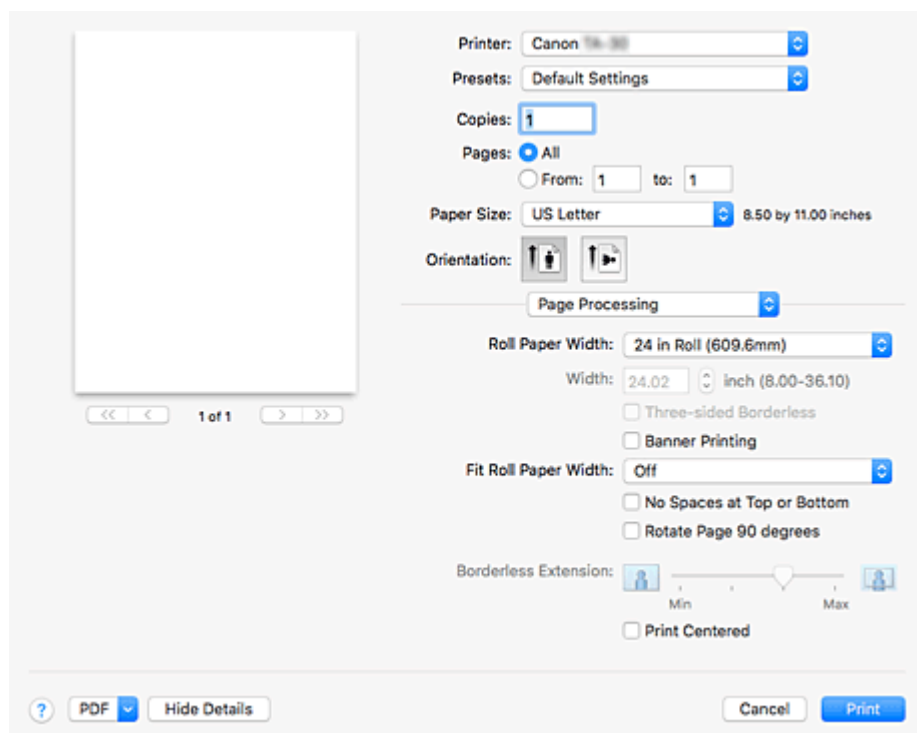 Printer: Canon
Presets: Default Settings
Copies: 1
Pages: All
From: 1 to: 1
Paper Size: US Letter 8.50 by 11.00 inches
Orientation:
Page Processing
Roll Paper Width: 24 in Roll (609.6mm)
Width: 24.02 inch (8.00-36.10)
Three-sided Borderless
1 of 1
Banner Printing
Fit Roll Paper Width: Off
No Spaces at Top or Bottom
Rotate Page 90 degrees
Borderless Extension:
Min Max
Print Centered
? PDF Hide Details Cancel Print